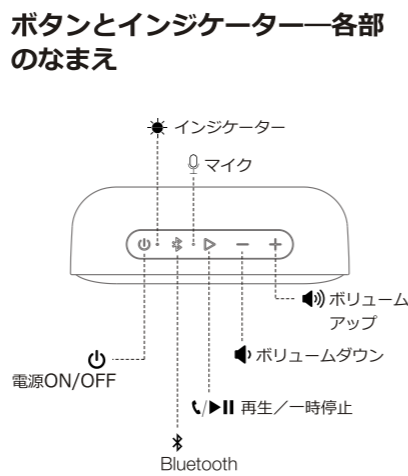 ボタンとインジケーター―各部
のなまえ
インジケーター
マイク
ボリューム
アップ
ボリュームダウン
電源ON/OFF
再生／一時停止
Bluetooth